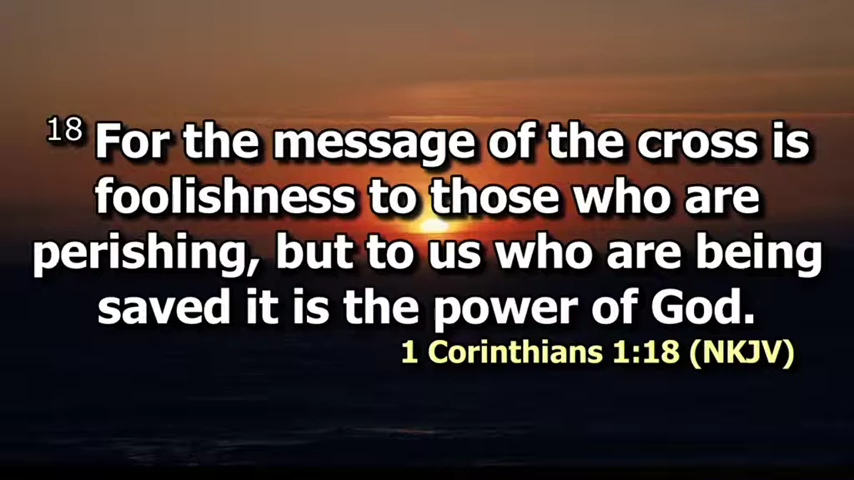 18 For the message of the cross is
foolishness to those who are
perishing, but to us who are being
saved it is the power of God.
1 Corinthians 1:18 (NKJV)